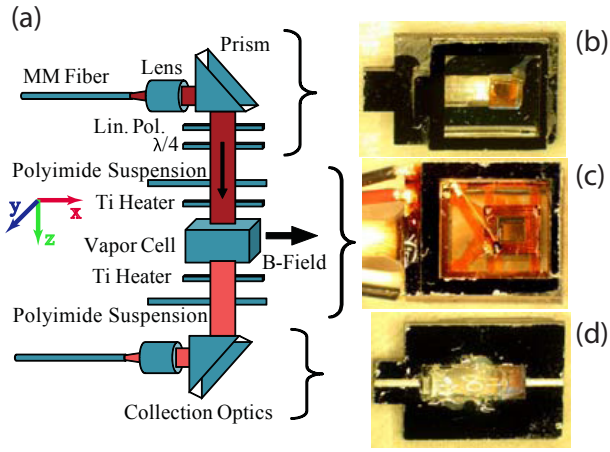 (a)
Prism
Lens
MM Fiber
Lin. Pol.
λ/4
Polyimide Suspension
Ti Heater
y
x
z
Vapor Cell
B-Field
Ti Heater
Polyimide Suspension
Collection Optics
(b)
(c)
(d)